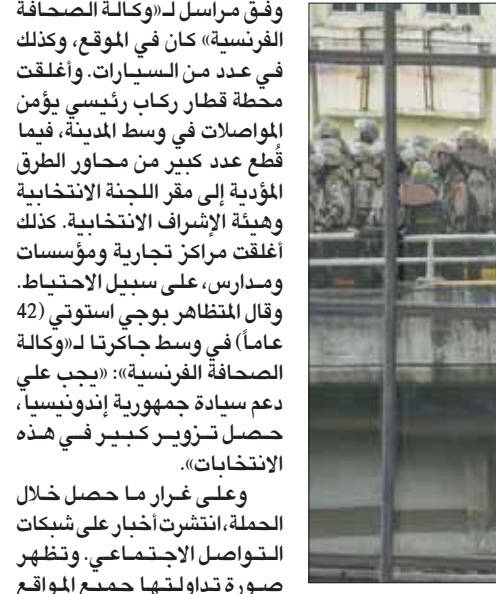 وفق مراسل لـ«وكالة الصحافة
الفرنسية» كان في الموقع، وكذلك
في عدد من السيارات. وأغلقت
محطة قطار ركاب رئيسي يؤمن
المواصلات في وسط المدينة، فيما
قُطع عدد كبير من محاور الطرق
المؤدية إلى مقر اللجنة الانتخابية
وهيئة الإشراف الانتخابية. كذلك
أغلقت مراكز تجارية ومؤسسات
ومدارس، على سبيل الاحتياط.
وقال المتظاهر بوجي استوتي (42
عاماً) في وسط جاكرتا لـ«وكالة
الصحافة الفرنسية»: «يجب علي
دعم سيادة جمهورية إندونيسيا،
حصل تزوير كبير في هذه
الانتخابات».
وعلى غرار ما حصل خلال
الحملة،انتشرت أخبار على شبكات
التواصل الاجتماعي. وتظهر
صورة تداولتها جميع المواقع